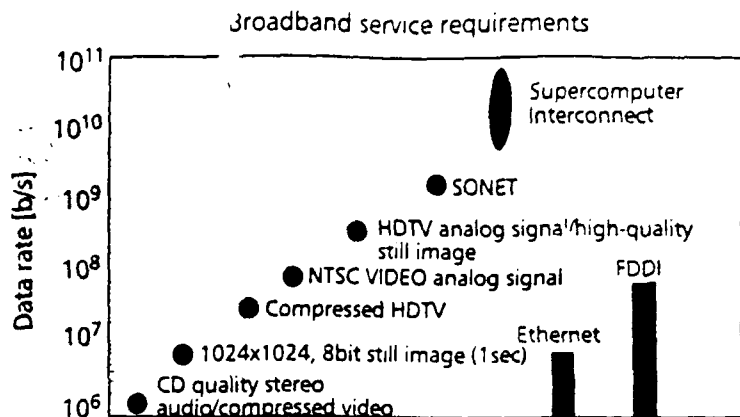 Broadband service requirements
10¹¹
Supercomputer
Interconnect
10¹⁰
SONET
10⁹
HDTV analog signal/high-quality
still image
10⁸
FDDI
NTSC VIDEO analog signal
Compressed HDTV
10⁷
Ethernet
1024x1024, 8bit still image (1sec)
CD quality stereo
audio/compressed video
10⁶
Data rate [b/s]